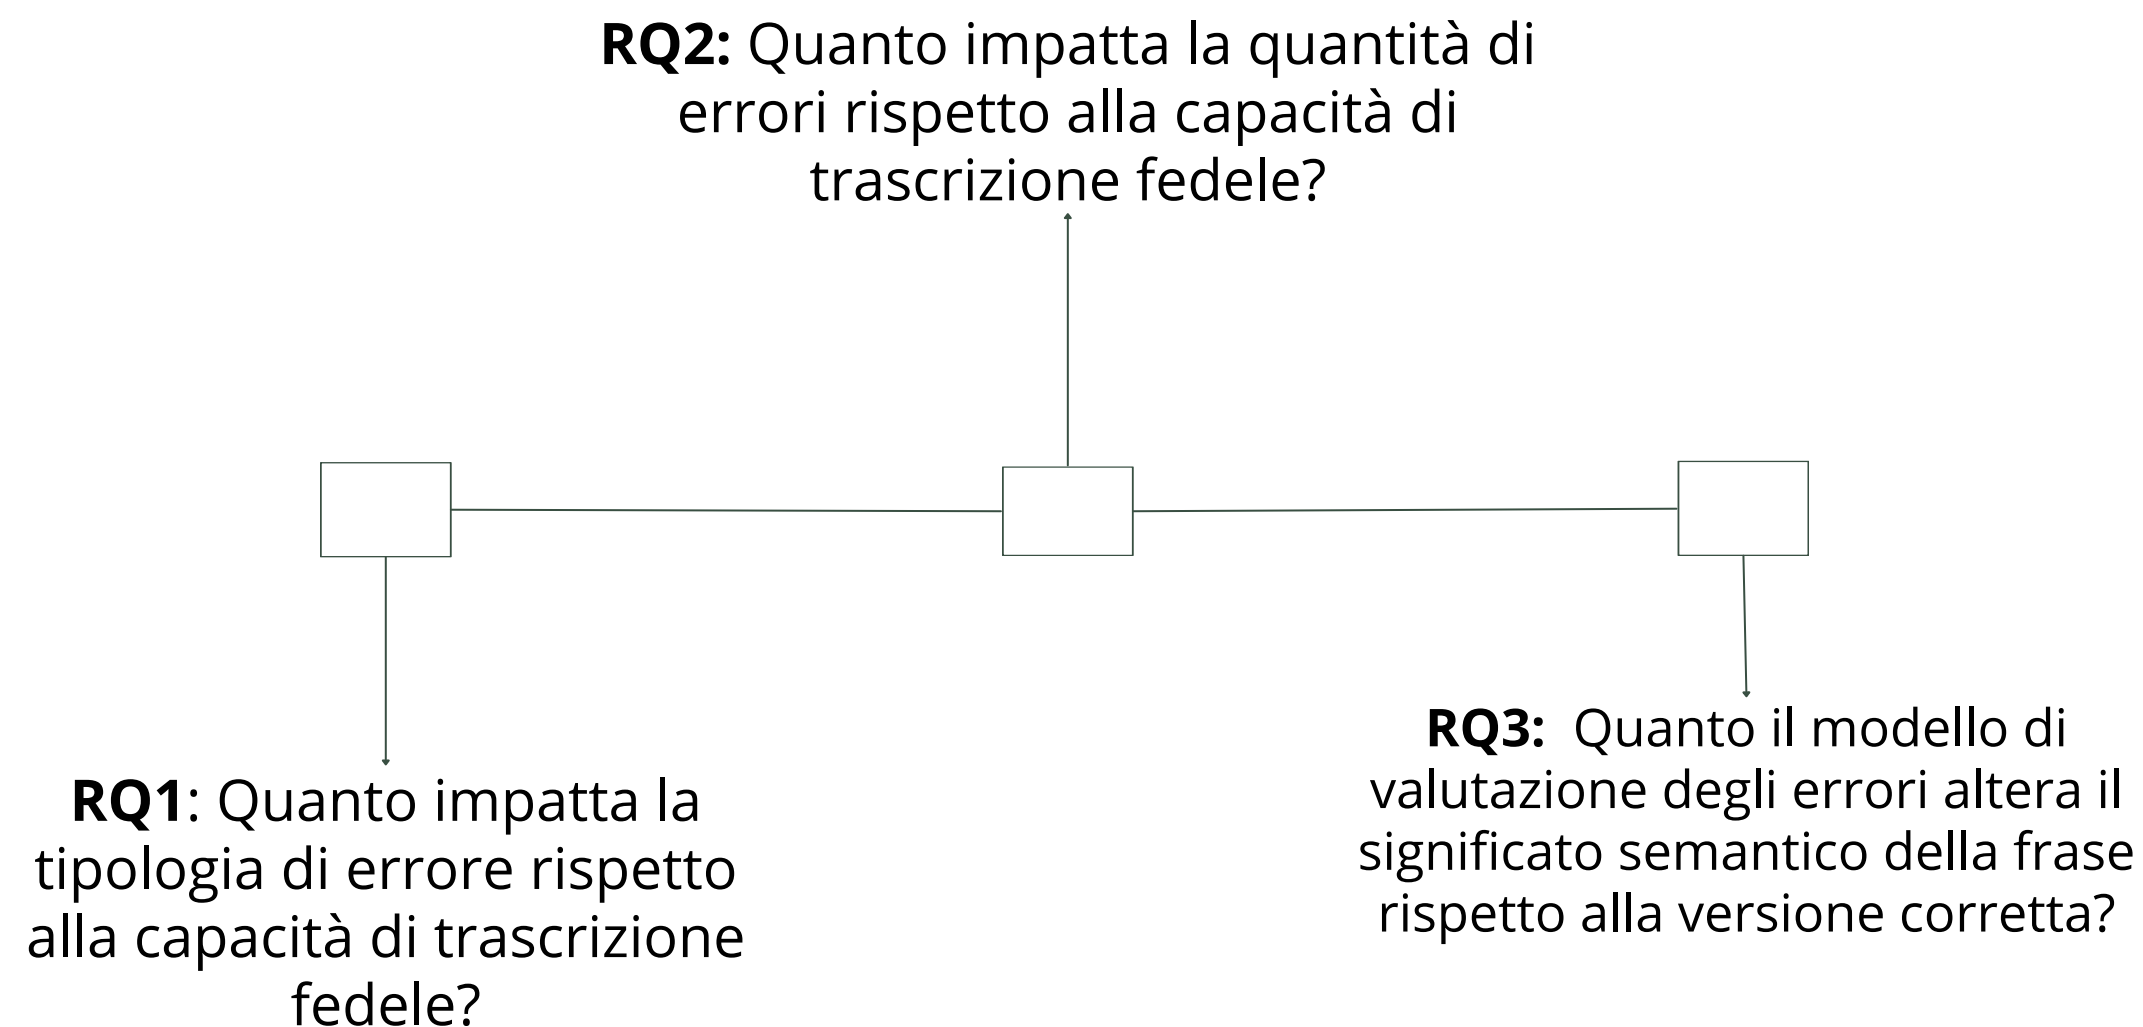 RQ2: Quanto impatta la quantità di
errori rispetto alla capacità di
trascrizione fedele?
RQ1: Quanto impatta la
tipologia di errore rispetto
alla capacità di trascrizione
fedele?
RQ3: Quanto il modello di
valutazione degli errori altera il
significato semantico della frase
rispetto alla versione corretta?